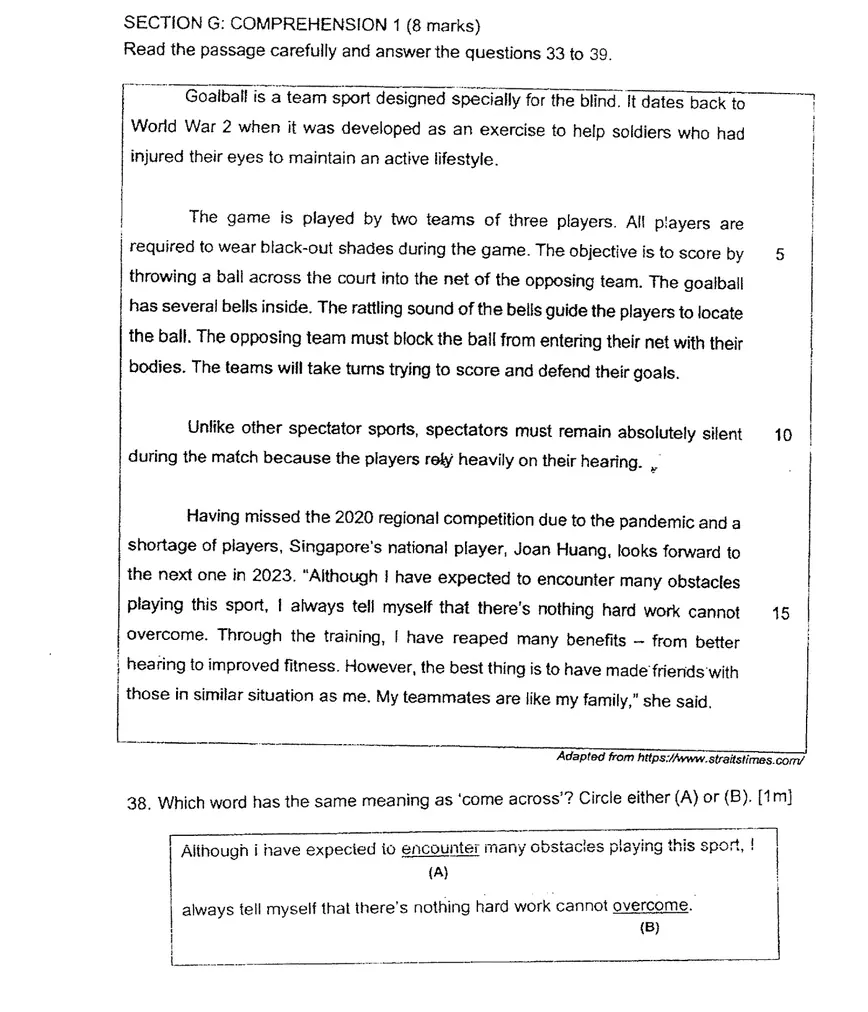 SECTION G: COMPREHENSION 1 (8 marks)
Read the passage carefully and answer the questions 33 to 39.
Goalball is a team sport designed specially for the blind. It dates back to
World War 2 when it was developed as an exercise to help soldiers who had
injured their eyes to maintain an active lifestyle.
The game is played by two teams of three players. All players are
required to wear black-out shades during the game. The objective is to score by 5
throwing a ball across the court into the net of the opposing team. The goalball
has several bells inside. The rattling sound of the bells guide the players to locate
the ball. The opposing team must block the ball from entering their net with their
bodies. The teams will take turns trying to score and defend their goals.
Unlike other spectator sports, spectators must remain absolutely silent 10
during the match because the players rely heavily on their hearing.
Having missed the 2020 regional competition due to the pandemic and a
shortage of players, Singapore's national player, Joan Huang, looks forward to
the next one in 2023. "Although I have expected to encounter many obstacles
playing this sport, I always tell myself that there's nothing hard work cannot 15
overcome. Through the training, I have reaped many benefits – from better
hearing to improved fitness. However, the best thing is to have made friends with
those in similar situation as me. My teammates are like my family," she said.
Adapted from https://www.straitstimes.com/
38. Which word has the same meaning as 'come across'? Circle either (A) or (B). [1m]
Although i have expected to encounter many obstacles playing this sport, I
(A)
always tell myself that there's nothing hard work cannot overcome.
(B)